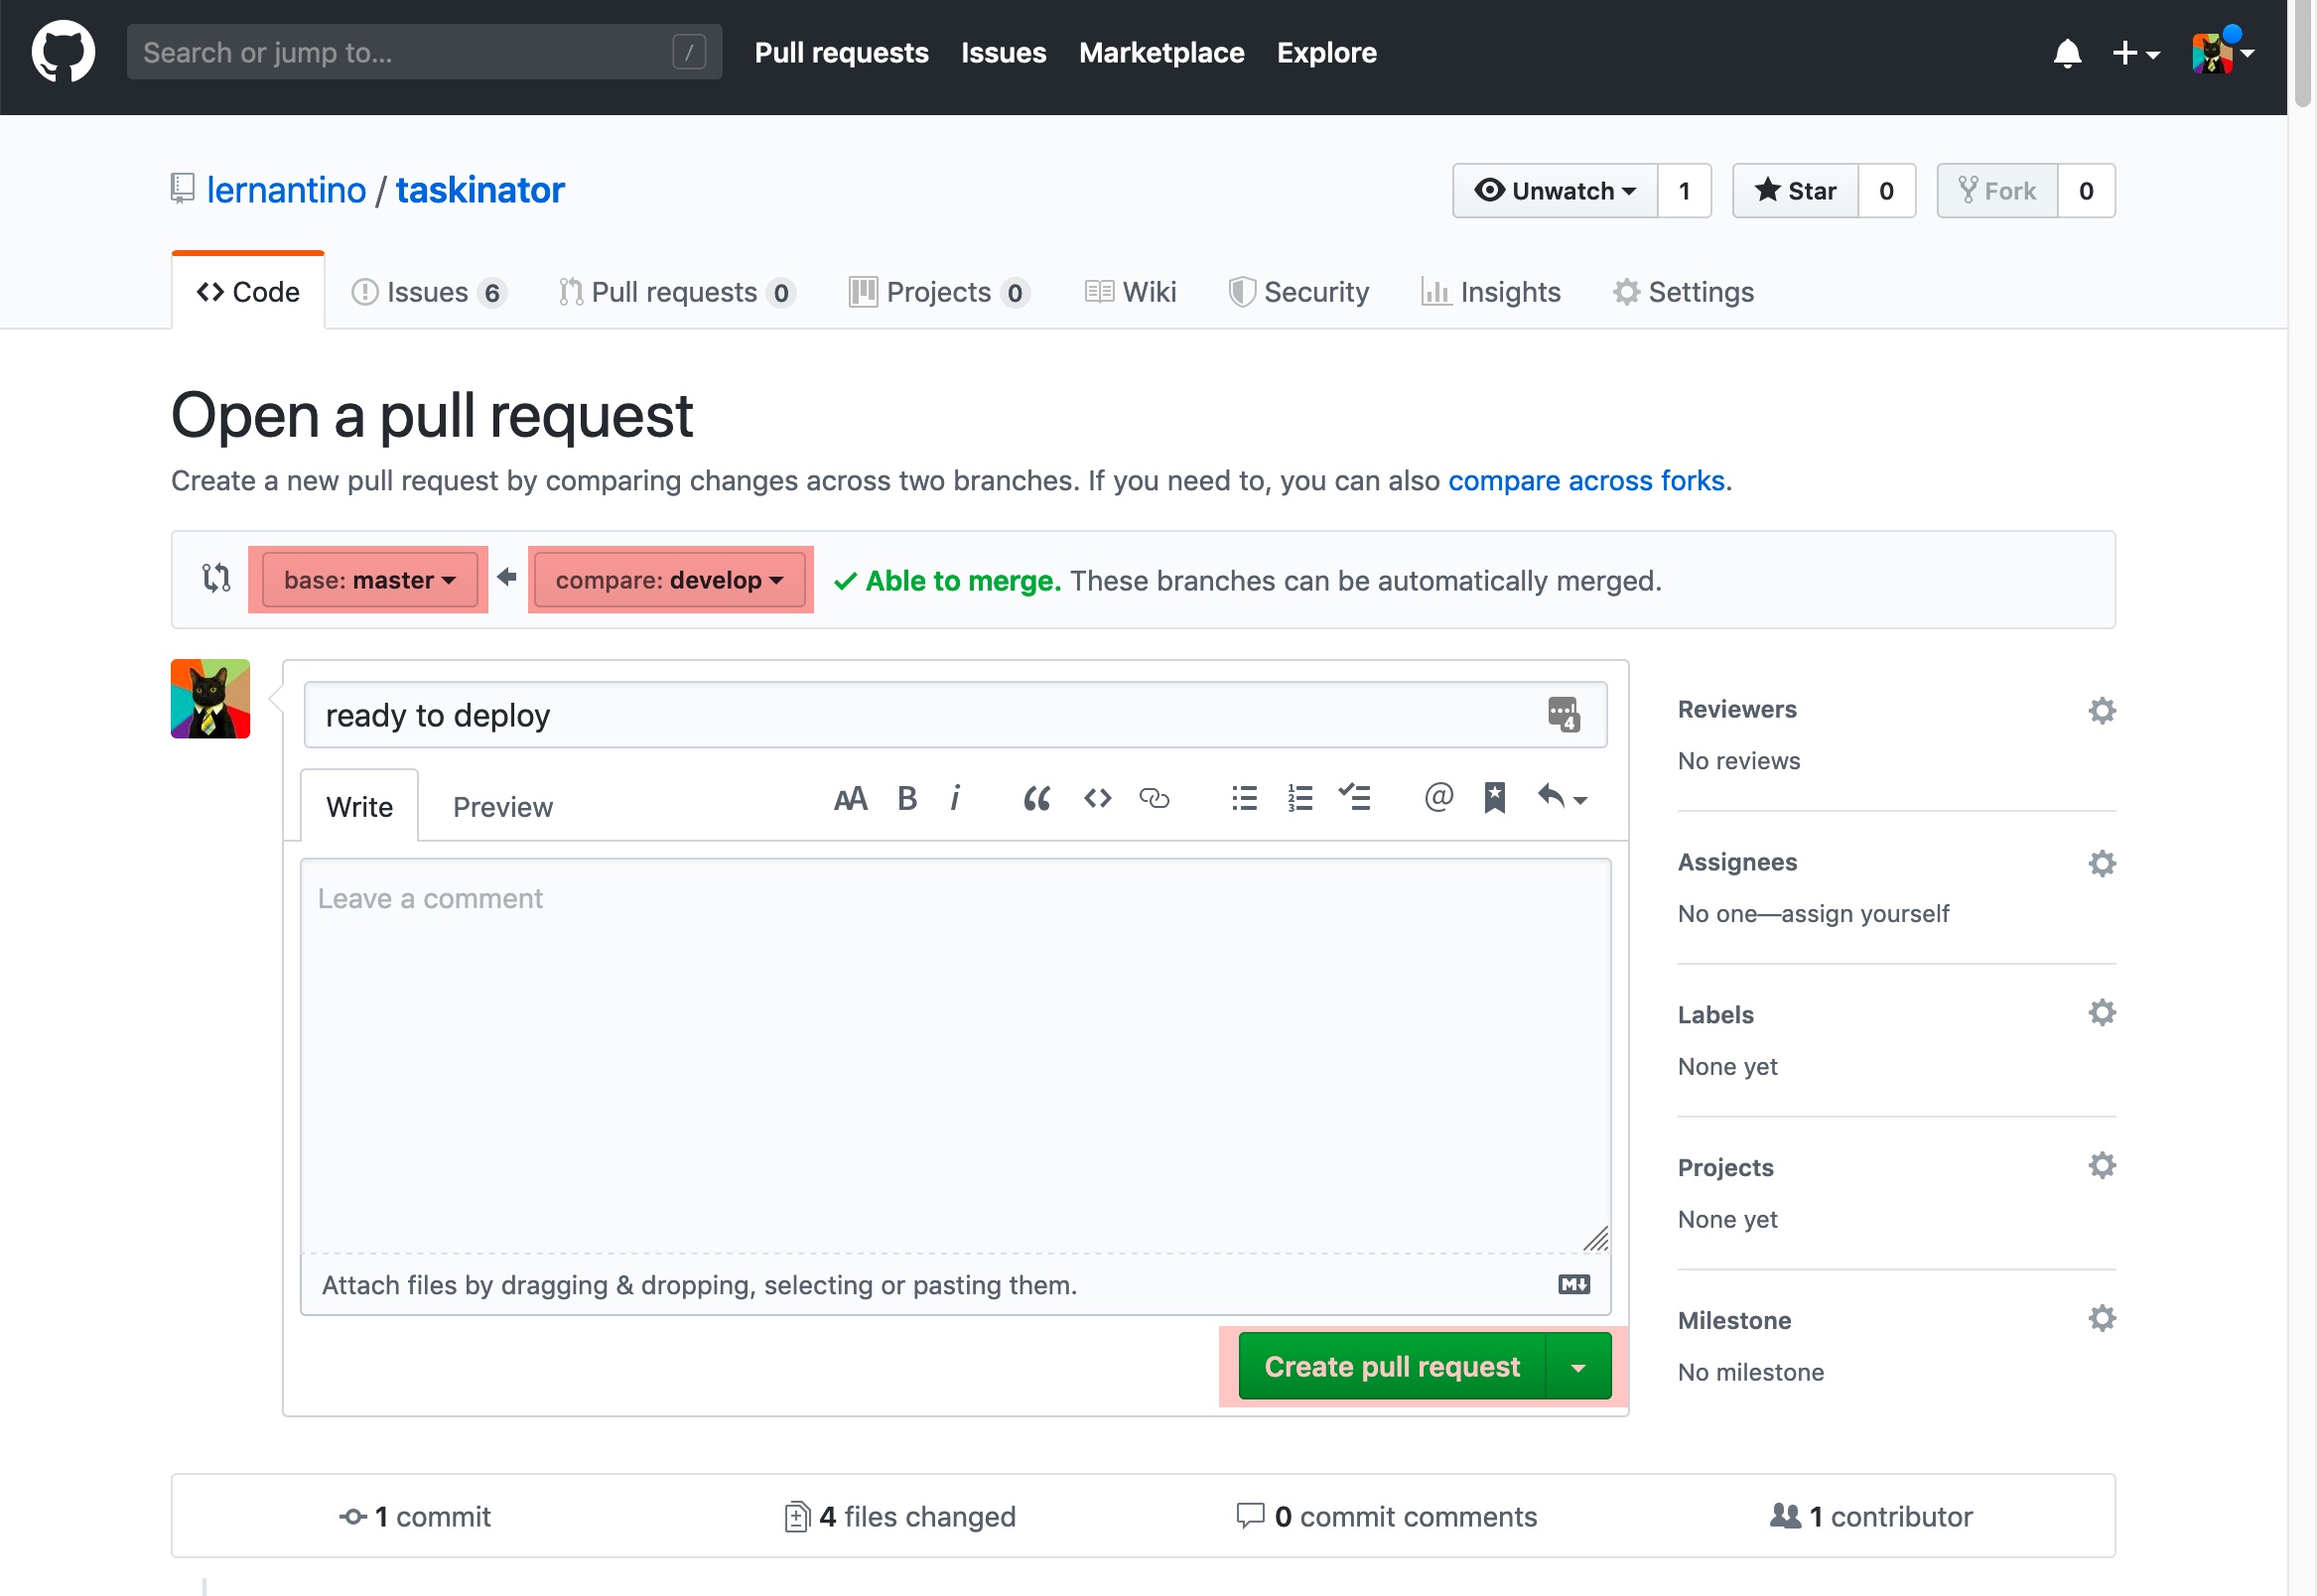 Search or jump to... / Pull requests Issues Marketplace Explore
lernantino / taskinator Unwatch 1 Star 0 Fork 0
Code Issues 6 Pull requests 0 Projects 0 Wiki Security Insights Settings
Open a pull request
Create a new pull request by comparing changes across two branches. If you need to, you can also compare across forks.
base: master compare: develop Able to merge. These branches can be automatically merged.
ready to deploy 4
Write Preview AA B i
Leave a comment
Attach files by dragging & dropping, selecting or pasting them.
Create pull request
Reviewers
No reviews
Assignees
No one—assign yourself
Labels
None yet
Projects
None yet
Milestone
No milestone
1 commit 4 files changed 0 commit comments 1 contributor